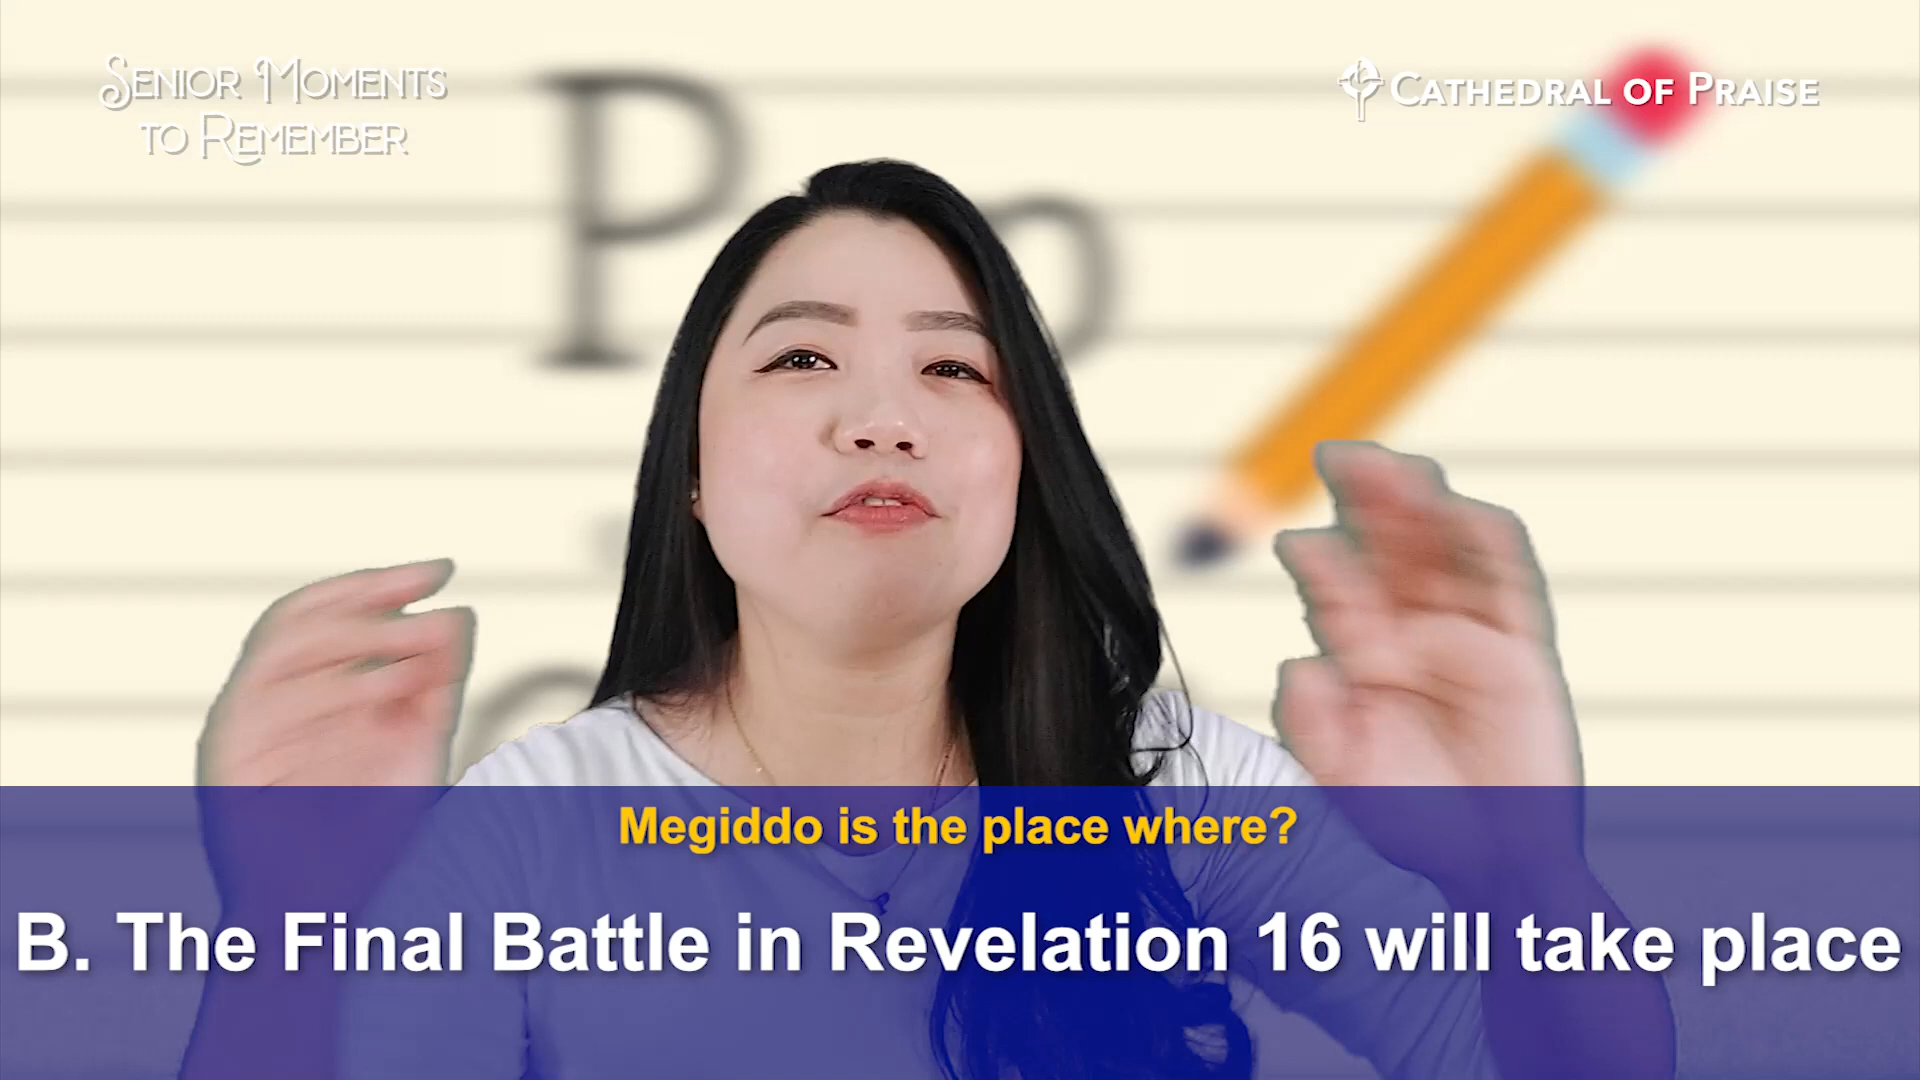 Senior Moments
to Remember
Cathedral of Praise
P
Megiddo is the place where?
B. The Final Battle in Revelation 16 will take place